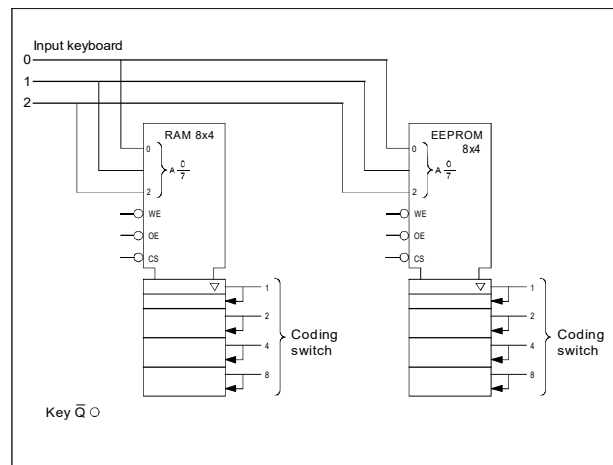 Input keyboard
0
1
2
RAM 8x4
0
2
A 0/7
WE
OE
CS
1
2
4
8
Coding
switch
EEPROM
8x4
0
2
A 0/7
WE
OE
CS
1
2
4
8
Coding
switch
Key Q̅